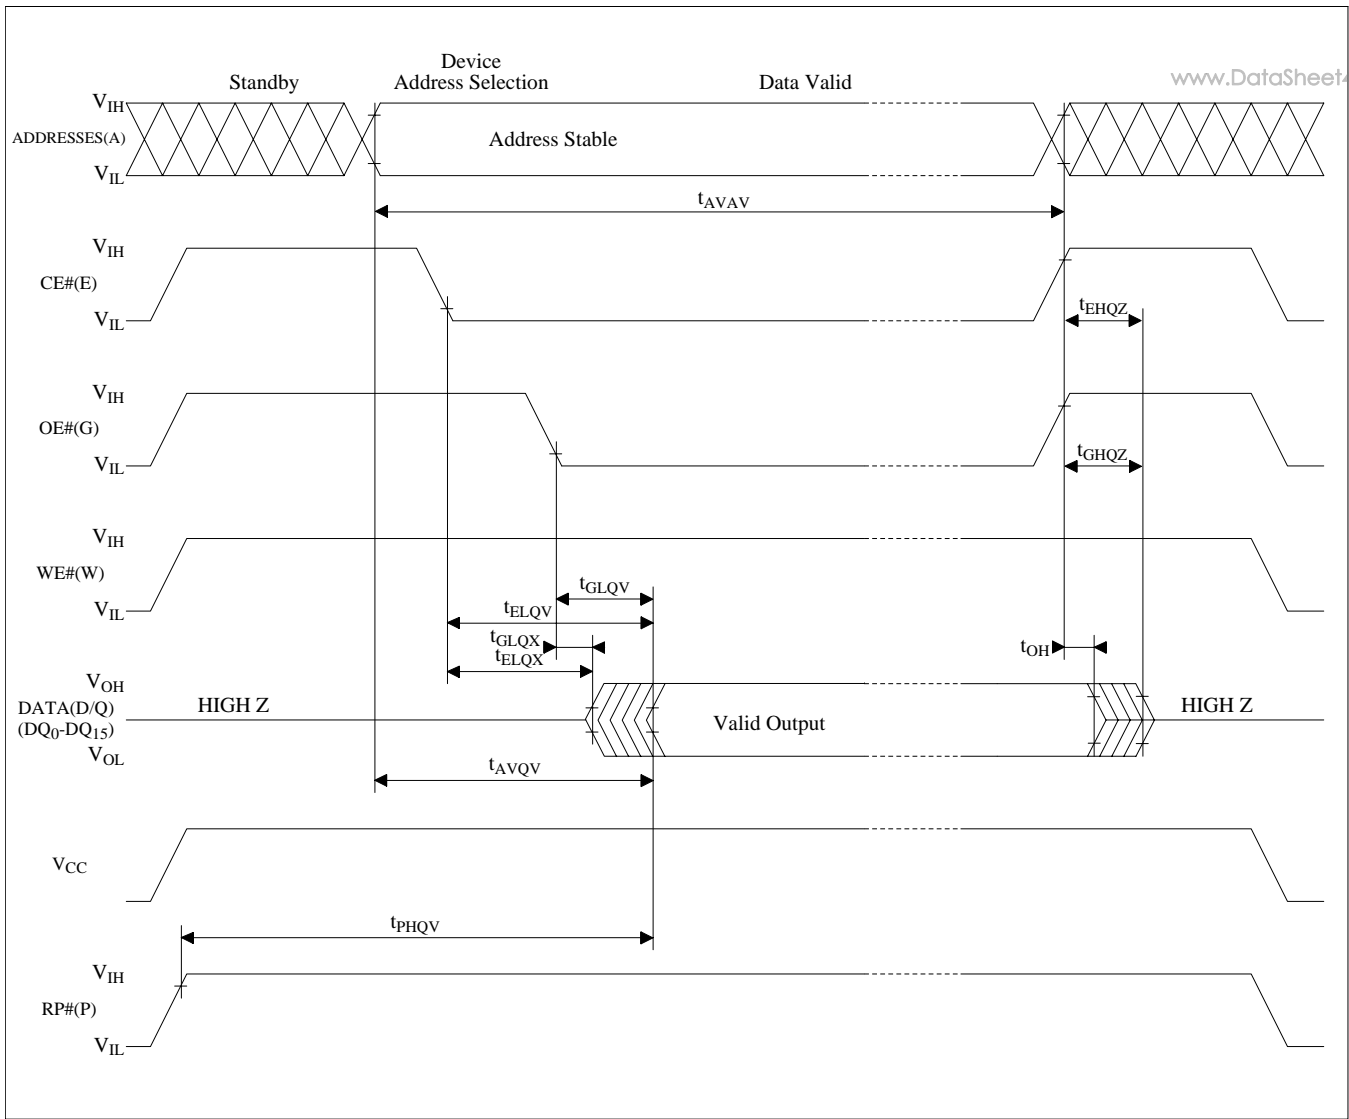 Device
Standby Address Selection Data Valid www.DataSheet4
VIH
ADDRESSES(A) Address Stable
VIL
tAVAV
VIH
CE#(E)
VIL
tEHQZ
VIH
OE#(G)
VIL
tGHQZ
VIH
WE#(W)
VIL
tGLQV
tELQV
tGLQX
tELQX
tOH
VOH
DATA(D/Q) HIGH Z Valid Output HIGH Z
(DQ0-DQ15)
VOL
tAVQV
VCC
tPHQV
VIH
RP#(P)
VIL